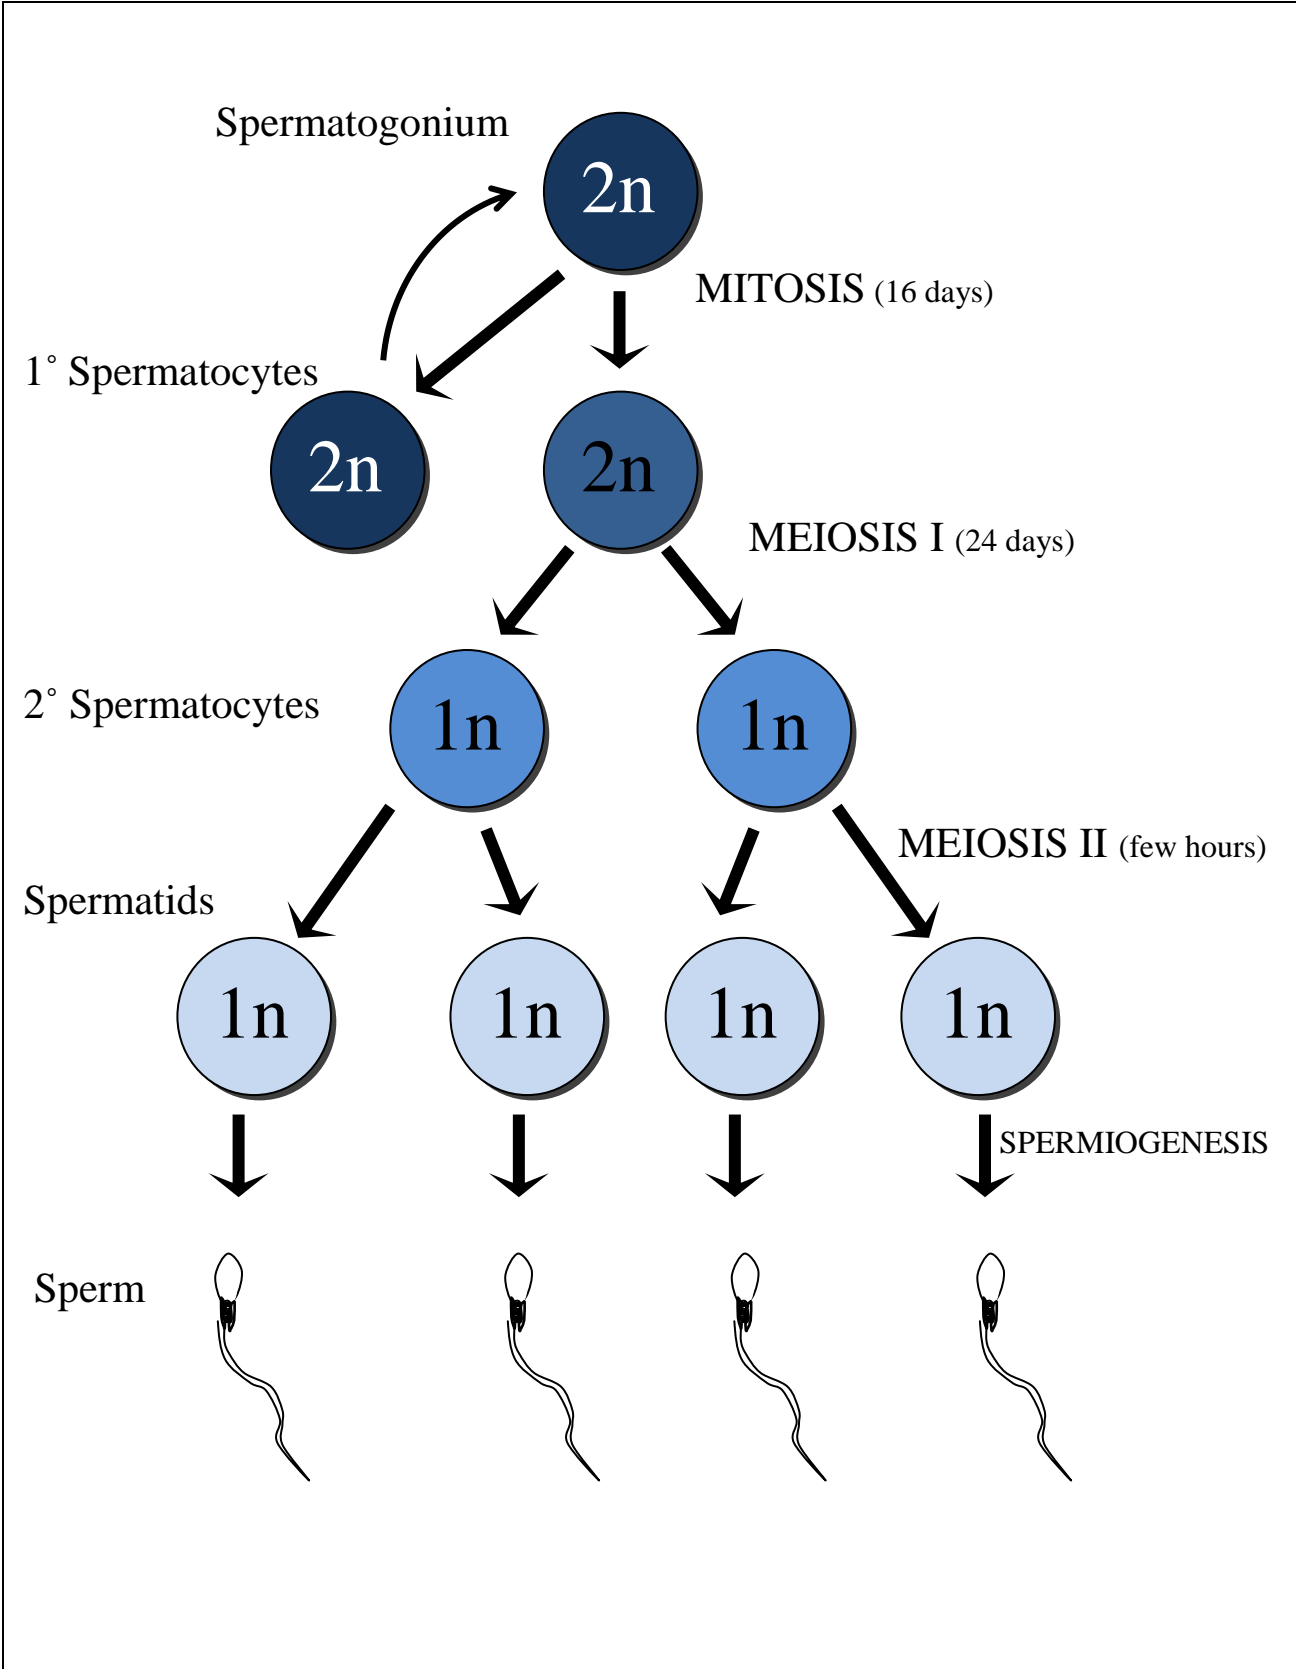 Spermatogonium
2n
MITOSIS (16 days)
1˚ Spermatocytes
2n 2n
MEIOSIS I (24 days)
2˚ Spermatocytes
1n 1n
MEIOSIS II (few hours)
Spermatids
1n 1n 1n 1n
SPERMIOGENESIS
Sperm